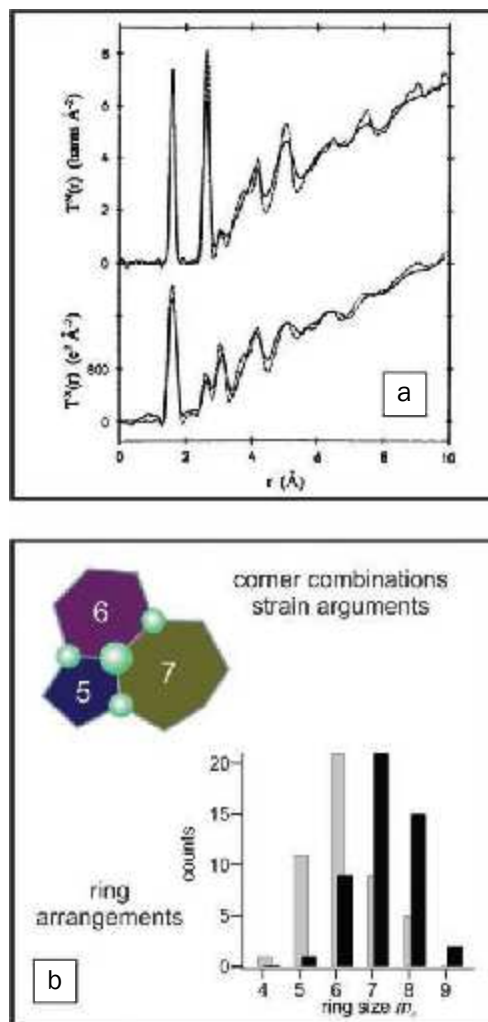 8
6
4
2
0
T^N(r) (barns Å^-2)
800
0
T^X(r) (e^2 Å^-2)
a
0 2 4 6 8 10
r (Å)
6
5
7
corner combinations
strain arguments
20
15
10
5
0
counts
ring
arrangements
4 5 6 7 8 9
ring size
b